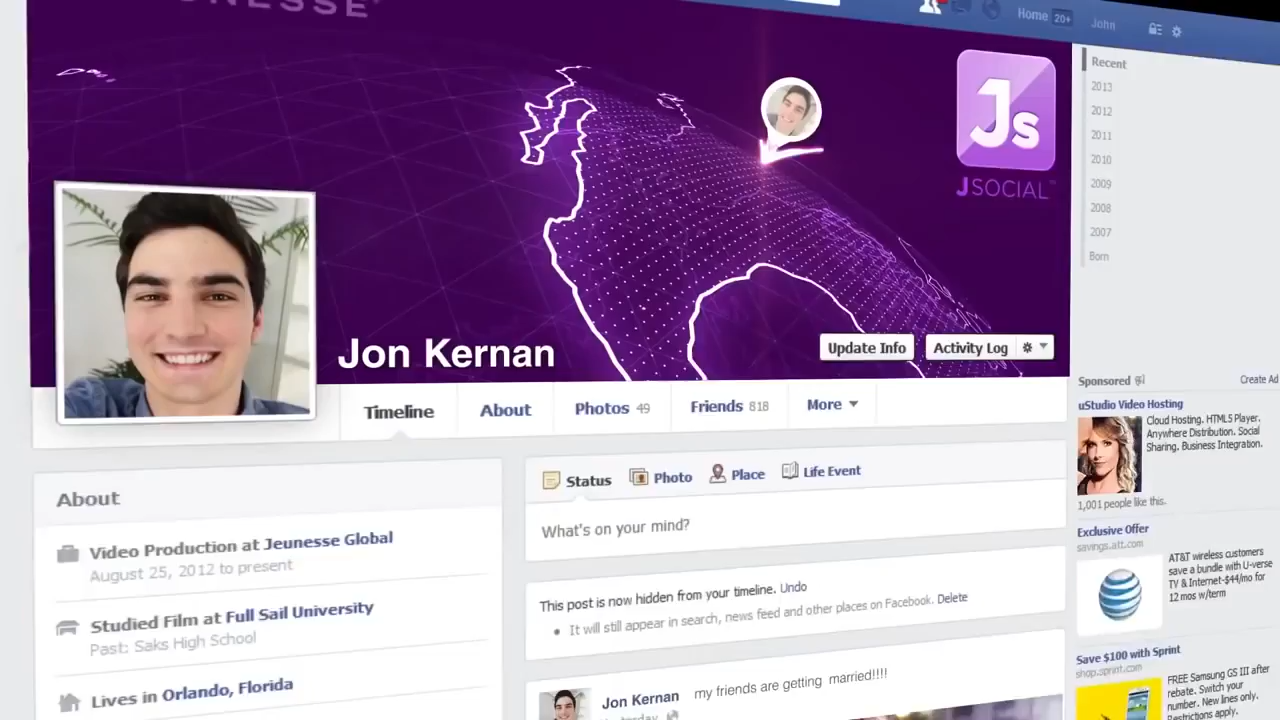 Home 20+ John
Js
JSOCIAL™
Jon Kernan
Update Info
Activity Log
Timeline
About
Photos 49
Friends 818
More
Recent
2013
2012
2011
2010
2009
2008
2007
Born
About
Video Production at Jeunesse Global
August 25, 2012 to present
Studied Film at Full Sail University
Past: Saks High School
Lives in Orlando, Florida
Status
Photo
Place
Life Event
What's on your mind?
This post is now hidden from your timeline. Undo
• It will still appear in search, news feed and other places on Facebook. Delete
Jon Kernan my friends are getting married!!!!
Yesterday
Sponsored
Create Ad
uStudio Video Hosting
Cloud Hosting. HTML5 Player.
Anywhere Distribution. Social
Sharing. Business Integration.
1,001 people like this.
Exclusive Offer
savings.att.com
AT&T wireless customers
save a bundle with U-verse
TV & Internet-$44/mo for
12 mos w/term
Save $100 with Sprint
shop.sprint.com
FREE Samsung GS III after
rebate. Switch your
number. New lines only.
Restrictions apply.